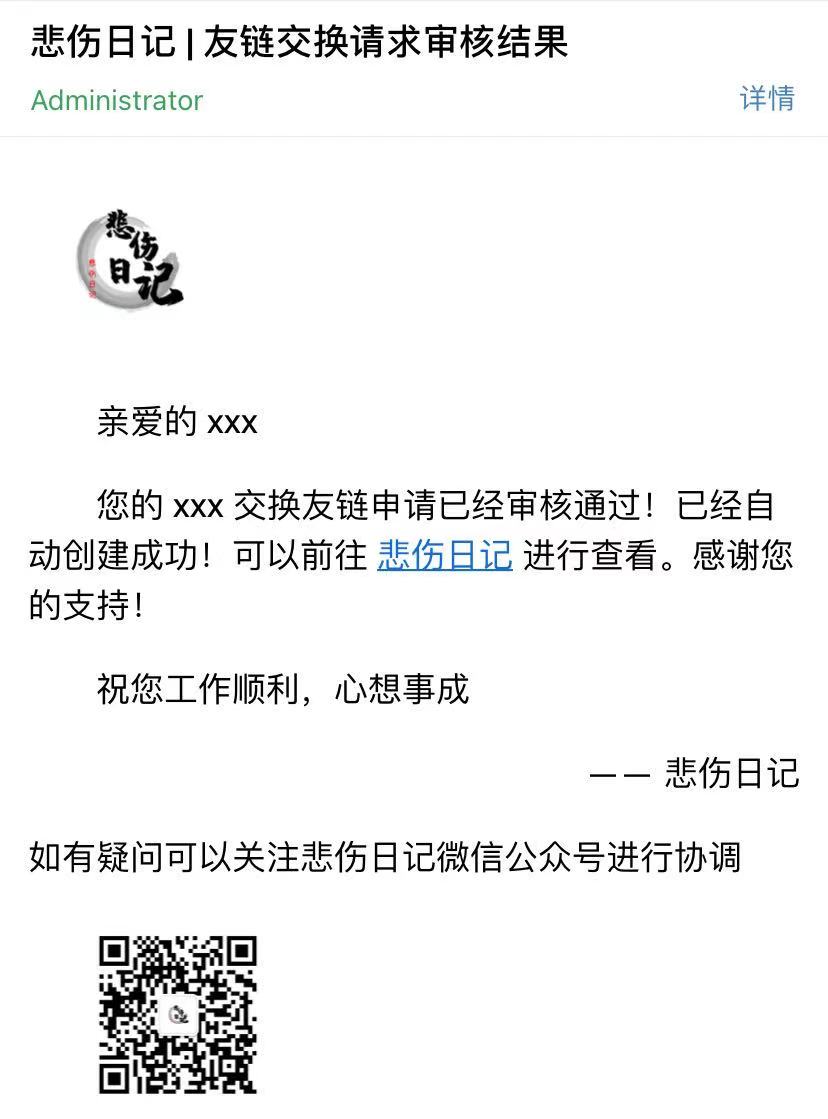 悲伤日记 | 友链交换请求审核结果
Administrator
详情
悲伤日记
悲伤日记
亲爱的 xxx
您的 xxx 交换友链申请已经审核通过！已经自
动创建成功！可以前往 悲伤日记 进行查看。感谢您
的支持！
祝您工作顺利，心想事成
—— 悲伤日记
如有疑问可以关注悲伤日记微信公众号进行协调